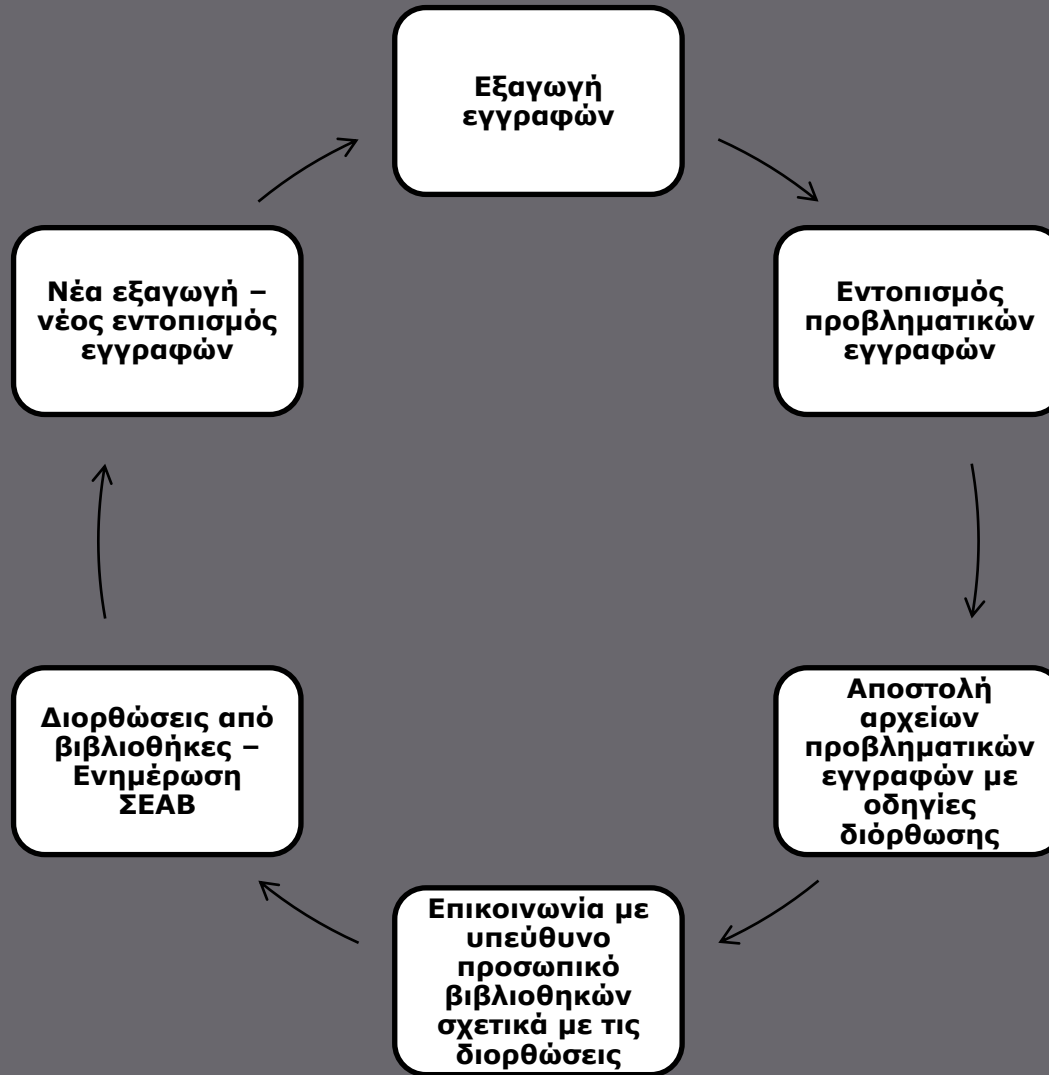 Εξαγωγή
εγγραφών
Εντοπισμός
προβληματικών
εγγραφών
Αποστολή
αρχείων
προβληματικών
εγγραφών με
οδηγίες
διόρθωσης
Επικοινωνία με
υπεύθυνο
προσωπικό
βιβλιοθηκών
σχετικά με τις
διορθώσεις
Διορθώσεις από
βιβλιοθήκες –
Ενημέρωση
ΣΕΑΒ
Νέα εξαγωγή –
νέος εντοπισμός
εγγραφών